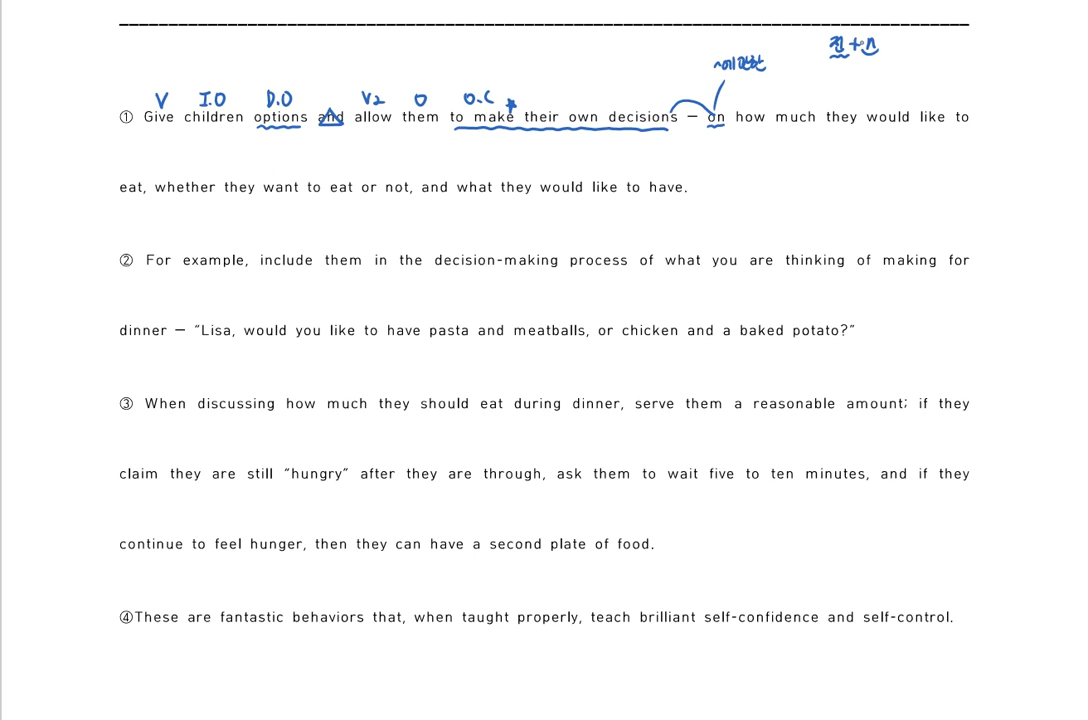 전+명
~에 관한
V I.O D.O V2 O O.C
① Give children options and allow them to make their own decisions – on how much they would like to
eat, whether they want to eat or not, and what they would like to have.
② For example, include them in the decision-making process of what you are thinking of making for
dinner – “Lisa, would you like to have pasta and meatballs, or chicken and a baked potato?”
③ When discussing how much they should eat during dinner, serve them a reasonable amount; if they
claim they are still “hungry” after they are through, ask them to wait five to ten minutes, and if they
continue to feel hunger, then they can have a second plate of food.
④These are fantastic behaviors that, when taught properly, teach brilliant self-confidence and self-control.